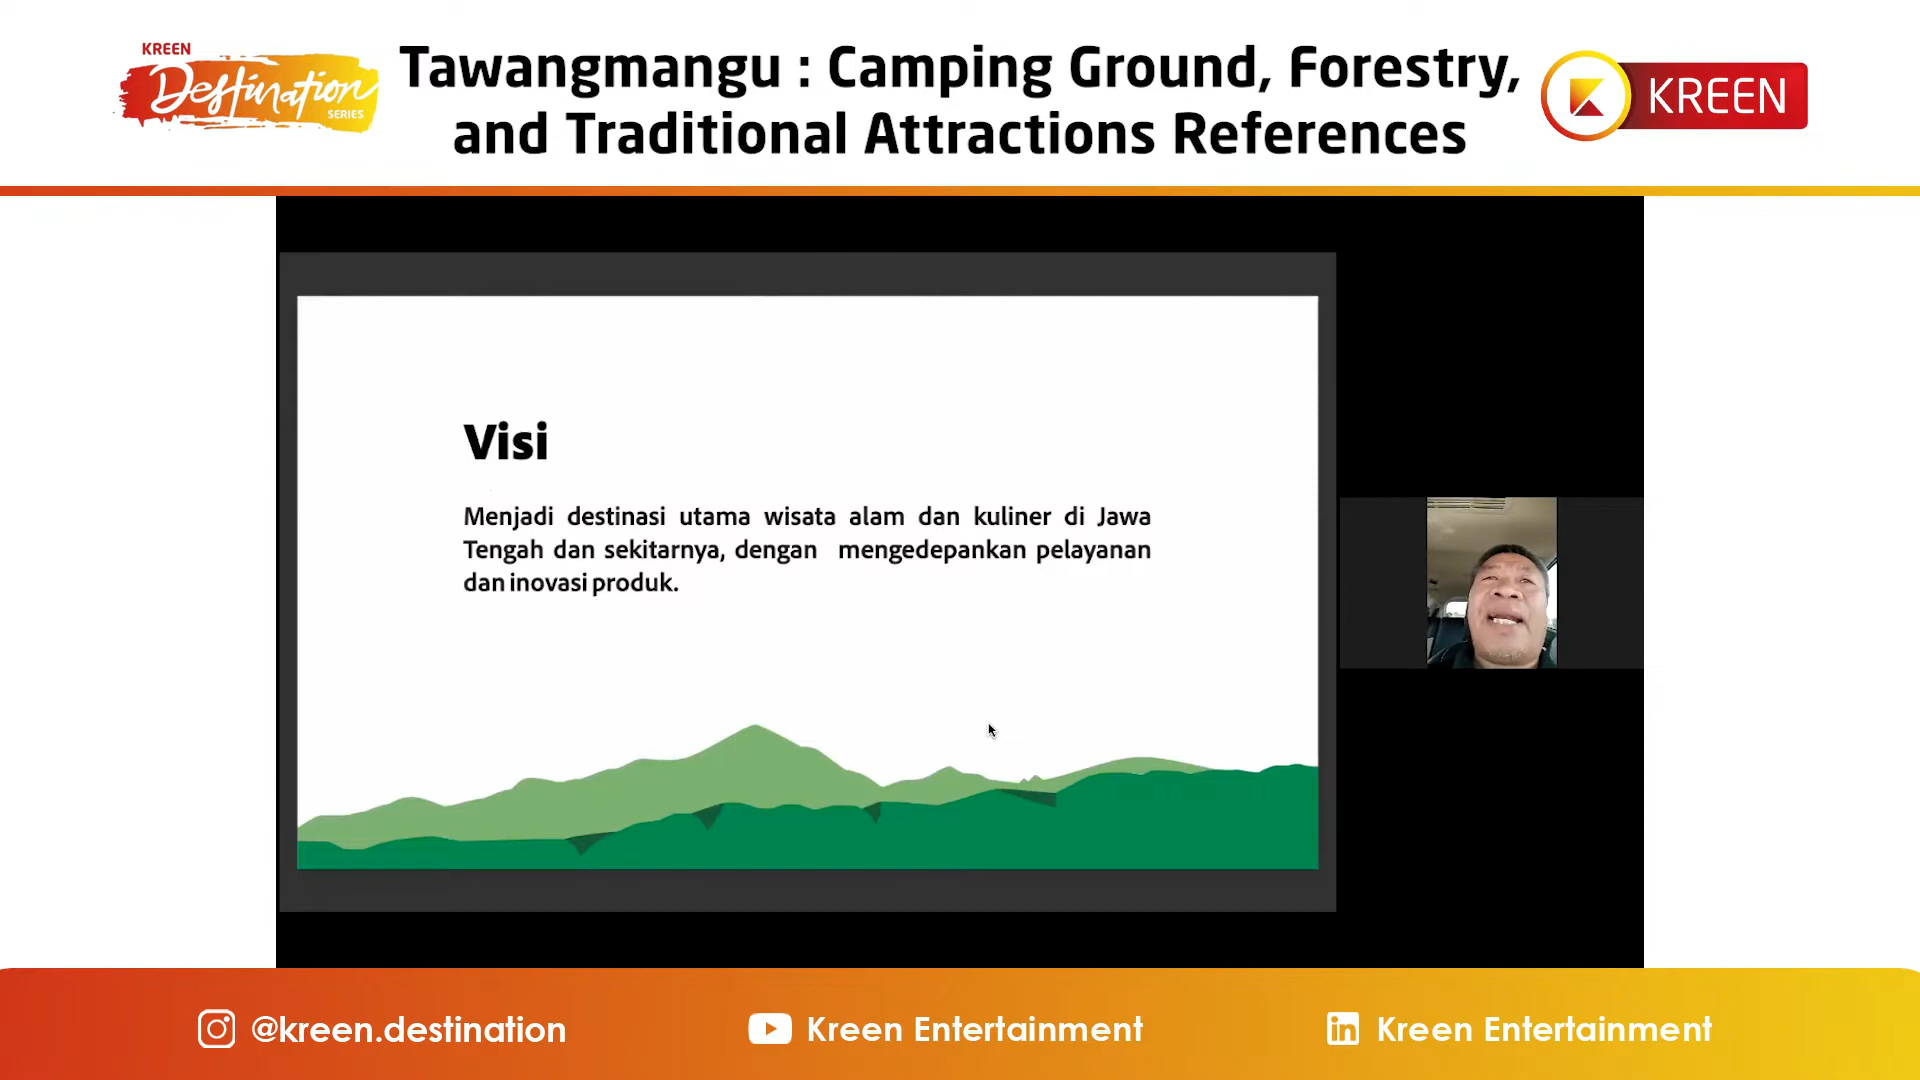 KREEN
Destination
SERIES
Tawangmangu : Camping Ground, Forestry,
and Traditional Attractions References
KREEN
Visi
Menjadi destinasi utama wisata alam dan kuliner di Jawa
Tengah dan sekitarnya, dengan mengedepankan pelayanan
dan inovasi produk.
@kreen.destination
Kreen Entertainment
Kreen Entertainment